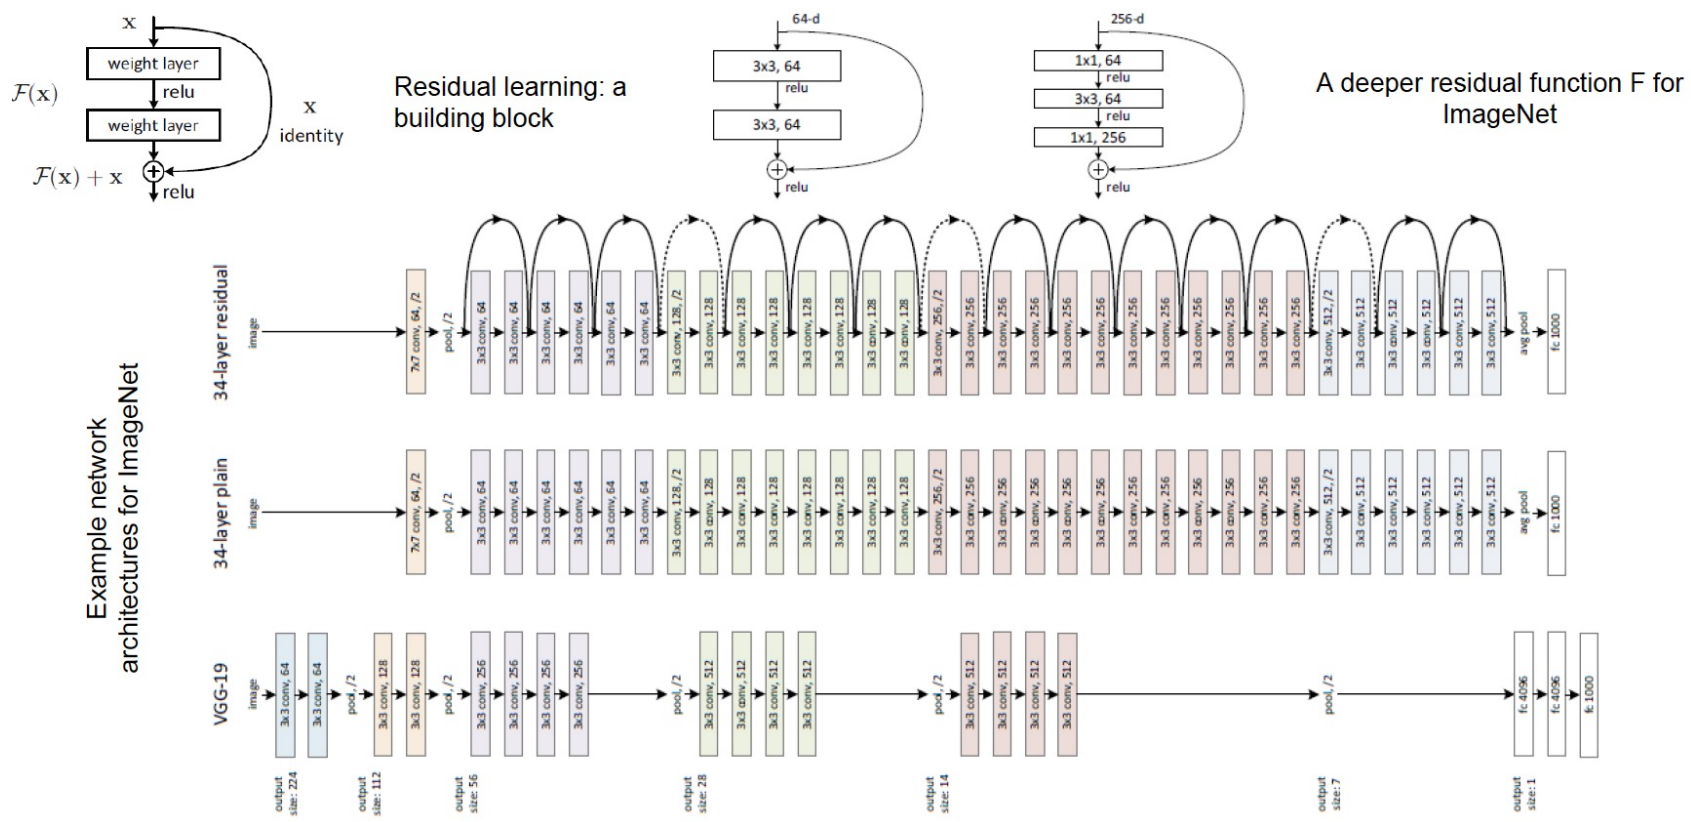 x
weight layer
relu
F(x)
weight layer
x
identity
F(x) + x
relu
Residual learning: a
building block
64-d
3x3, 64
relu
3x3, 64
relu
256-d
1x1, 64
relu
3x3, 64
relu
1x1, 256
relu
A deeper residual function F for
ImageNet
Example network
architectures for ImageNet
34-layer residual
image
7x7 conv, 64, /2
pool, /2
3x3 conv, 64
3x3 conv, 64
3x3 conv, 64
3x3 conv, 64
3x3 conv, 64
3x3 conv, 64
3x3 conv, 128, /2
3x3 conv, 128
3x3 conv, 128
3x3 conv, 128
3x3 conv, 128
3x3 conv, 128
3x3 conv, 128
3x3 conv, 128
3x3 conv, 256, /2
3x3 conv, 256
3x3 conv, 256
3x3 conv, 256
3x3 conv, 256
3x3 conv, 256
3x3 conv, 256
3x3 conv, 256
3x3 conv, 256
3x3 conv, 256
3x3 conv, 256
3x3 conv, 256
3x3 conv, 512, /2
3x3 conv, 512
3x3 conv, 512
3x3 conv, 512
3x3 conv, 512
3x3 conv, 512
avg pool
fc 1000
34-layer plain
image
7x7 conv, 64, /2
pool, /2
3x3 conv, 64
3x3 conv, 64
3x3 conv, 64
3x3 conv, 64
3x3 conv, 64
3x3 conv, 64
3x3 conv, 128, /2
3x3 conv, 128
3x3 conv, 128
3x3 conv, 128
3x3 conv, 128
3x3 conv, 128
3x3 conv, 128
3x3 conv, 128
3x3 conv, 256, /2
3x3 conv, 256
3x3 conv, 256
3x3 conv, 256
3x3 conv, 256
3x3 conv, 256
3x3 conv, 256
3x3 conv, 256
3x3 conv, 256
3x3 conv, 256
3x3 conv, 256
3x3 conv, 256
3x3 conv, 512, /2
3x3 conv, 512
3x3 conv, 512
3x3 conv, 512
3x3 conv, 512
3x3 conv, 512
avg pool
fc 1000
VGG-19
image
3x3 conv, 64
3x3 conv, 64
pool, /2
3x3 conv, 128
3x3 conv, 128
pool, /2
3x3 conv, 256
3x3 conv, 256
3x3 conv, 256
3x3 conv, 256
pool, /2
3x3 conv, 512
3x3 conv, 512
3x3 conv, 512
3x3 conv, 512
pool, /2
3x3 conv, 512
3x3 conv, 512
3x3 conv, 512
3x3 conv, 512
pool, /2
fc 4096
fc 4096
fc 1000
output
size: 224
output
size: 112
output
size: 56
output
size: 28
output
size: 14
output
size: 7
output
size: 1